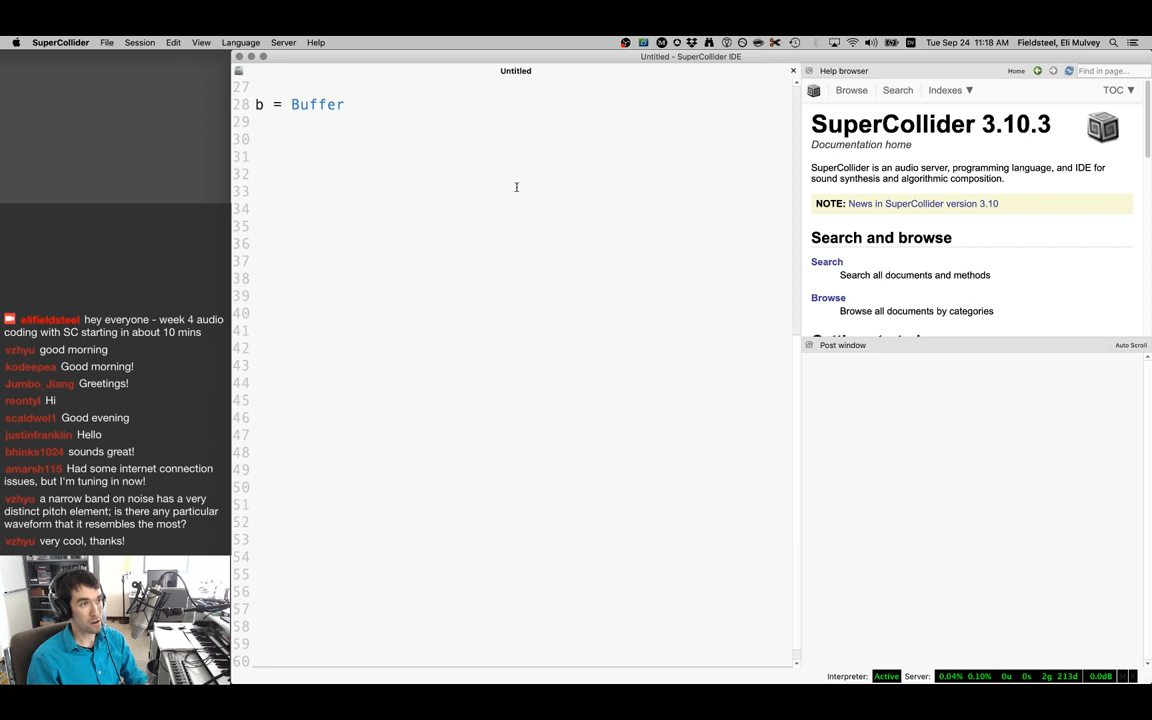 SuperCollider File Session Edit View Language Server Help
Tue Sep 24 11:18 AM Fieldsteel, Eli Mulvey
Untitled - SuperCollider IDE
Untitled
27
28 b = Buffer
29
30
31
32
33
34
35
36
37
38
39
40
41
42
43
44
45
46
47
48
49
50
51
52
53
54
55
56
57
58
59
60
Help browser Home Find in page...
Browse Search Indexes ▼ TOC ▼
SuperCollider 3.10.3
Documentation home
SuperCollider is an audio server, programming language, and IDE for
sound synthesis and algorithmic composition.
NOTE: News in SuperCollider version 3.10
Search and browse
Search
Search all documents and methods
Browse
Browse all documents by categories
Post window Auto Scroll
elifieldsteel hey everyone - week 4 audio
coding with SC starting in about 10 mins
vzhyu good morning
kodeepea Good morning!
Jumbo_Jiang Greetings!
reontyl Hi
scaldwel1 Good evening
justinfranklin Hello
bhinks1024 sounds great!
amarsh115 Had some internet connection
issues, but I'm tuning in now!
vzhyu a narrow band on noise has a very
distinct pitch element; is there any particular
waveform that it resembles the most?
vzhyu very cool, thanks!
Interpreter: Active Server: 0.04% 0.10% 0u 0s 2g 213d 0.0dB